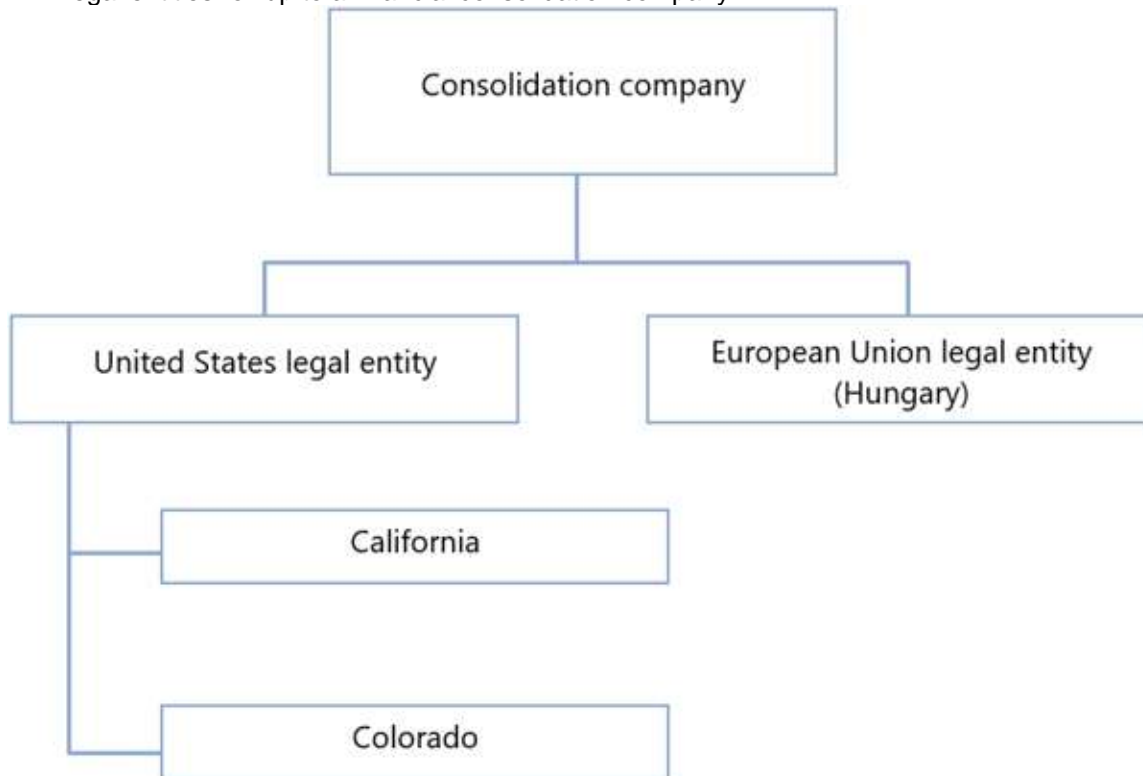 Consolidation company
United States legal entity
European Union legal entity
(Hungary)
California
Colorado